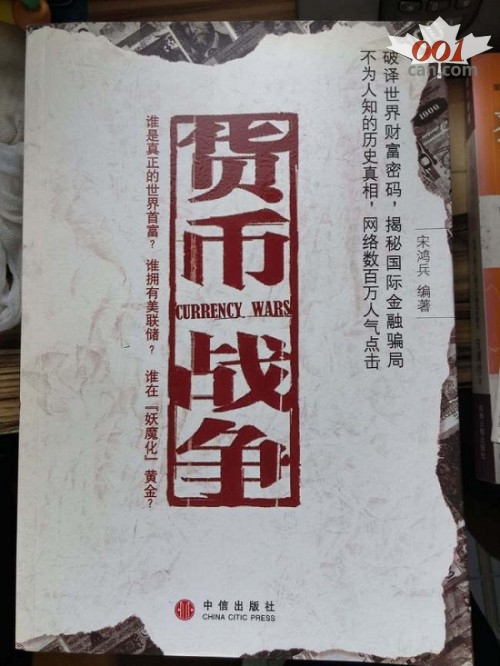 001
can.com
破译世界财富密码，揭秘国际金融骗局
不为人知的历史真相，网络数百万人气点击
宋鸿兵 编著
货币
CURRENCY WARS
战争
谁是真正的世界首富？ 谁拥有美联储？ 谁在『妖魔化』黄金？
中信出版社
CHINA CITIC PRESS
1000